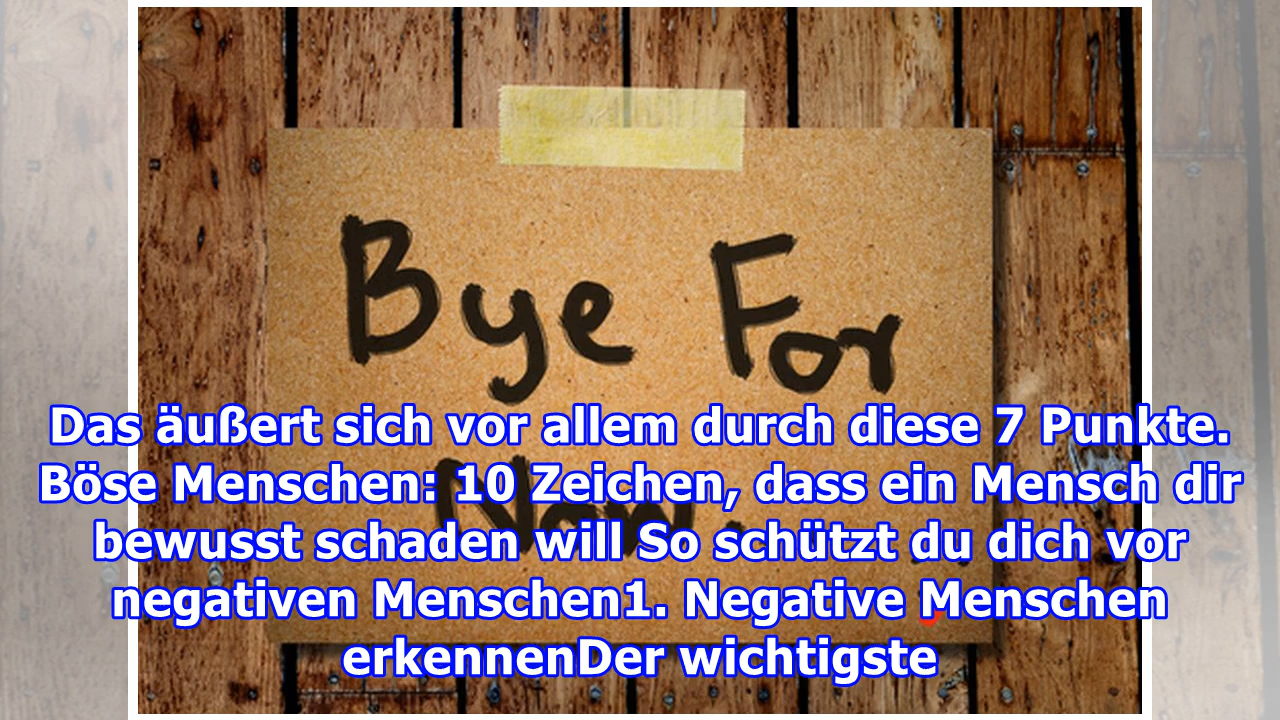 Bye For
Now.
Das äußert sich vor allem durch diese 7 Punkte.
Böse Menschen: 10 Zeichen, dass ein Mensch dir
bewusst schaden will So schützt du dich vor
negativen Menschen1. Negative Menschen
erkennenDer wichtigste